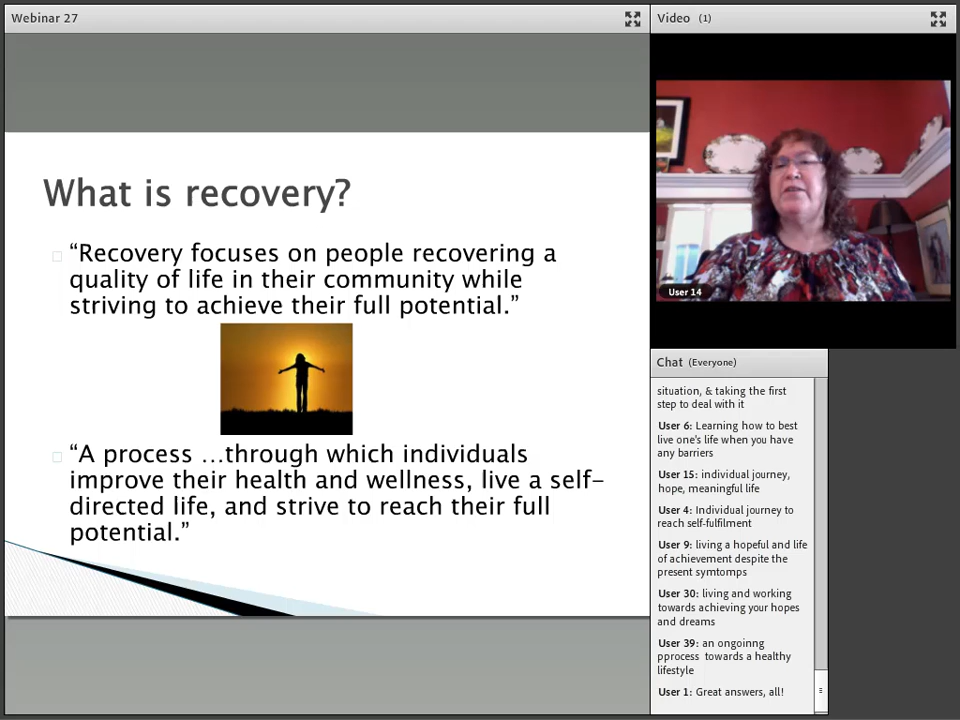 Webinar 27
What is recovery?
“Recovery focuses on people recovering a
quality of life in their community while
striving to achieve their full potential.”
“A process …through which individuals
improve their health and wellness, live a self-
directed life, and strive to reach their full
potential.”
Video (1)
User 14
Chat (Everyone)
situation, & taking the first
step to deal with it
User 6: Learning how to best
live one's life when you have
any barriers
User 15: individual journey,
hope, meaningful life
User 4: Individual journey to
reach self-fulfilment
User 9: living a hopeful and life
of achievement despite the
present symtomps
User 30: living and working
towards achieving your hopes
and dreams
User 39: an ongoinng
pprocess towards a healthy
lifestyle
User 1: Great answers, all!